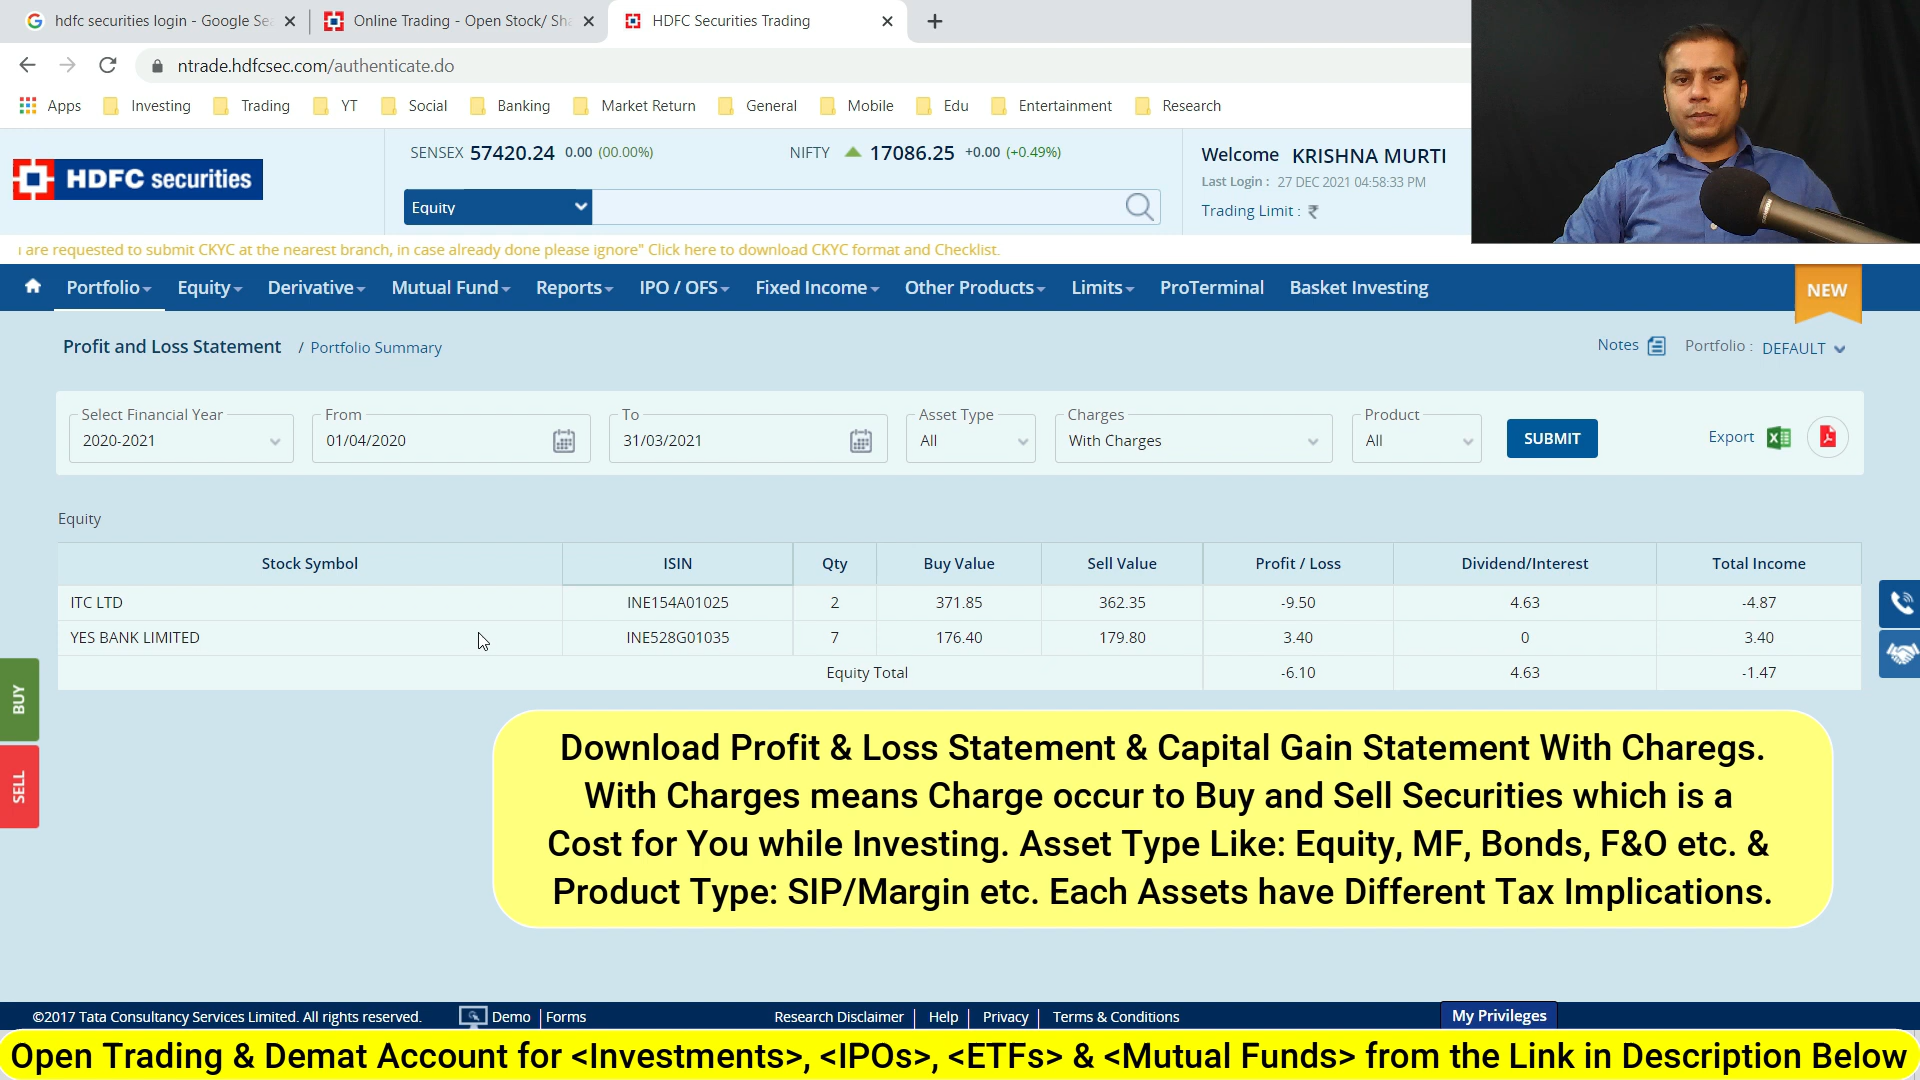 hdfc securities login - Google Se
Online Trading - Open Stock/ Sh
HDFC Securities Trading
ntrade.hdfcsec.com/authenticate.do
Apps Investing Trading YT Social Banking Market Return General Mobile Edu Entertainment Research
HDFC securities
SENSEX 57420.24 0.00 (00.00%)
NIFTY 17086.25 +0.00 (+0.49%)
Equity
Welcome KRISHNA MURTI
Last Login : 27 DEC 2021 04:58:33 PM
Trading Limit : ₹
are requested to submit CKYC at the nearest branch, in case already done please ignore" Click here to download CKYC format and Checklist.
Portfolio Equity Derivative Mutual Fund Reports IPO / OFS Fixed Income Other Products Limits ProTerminal Basket Investing NEW
Profit and Loss Statement / Portfolio Summary
Notes Portfolio : DEFAULT
Select Financial Year From To Asset Type Charges Product
2020-2021 01/04/2020 31/03/2021 All With Charges All SUBMIT Export
Equity
Stock Symbol ISIN Qty Buy Value Sell Value Profit / Loss Dividend/Interest Total Income
ITC LTD INE154A01025 2 371.85 362.35 -9.50 4.63 -4.87
YES BANK LIMITED INE528G01035 7 176.40 179.80 3.40 0 3.40
Equity Total -6.10 4.63 -1.47
BUY
SELL
Download Profit & Loss Statement & Capital Gain Statement With Charegs.
With Charges means Charge occur to Buy and Sell Securities which is a
Cost for You while Investing. Asset Type Like: Equity, MF, Bonds, F&O etc. &
Product Type: SIP/Margin etc. Each Assets have Different Tax Implications.
©2017 Tata Consultancy Services Limited. All rights reserved. Demo | Forms Research Disclaimer | Help | Privacy | Terms & Conditions My Privileges
Open Trading & Demat Account for <Investments>, <IPOs>, <ETFs> & <Mutual Funds> from the Link in Description Below